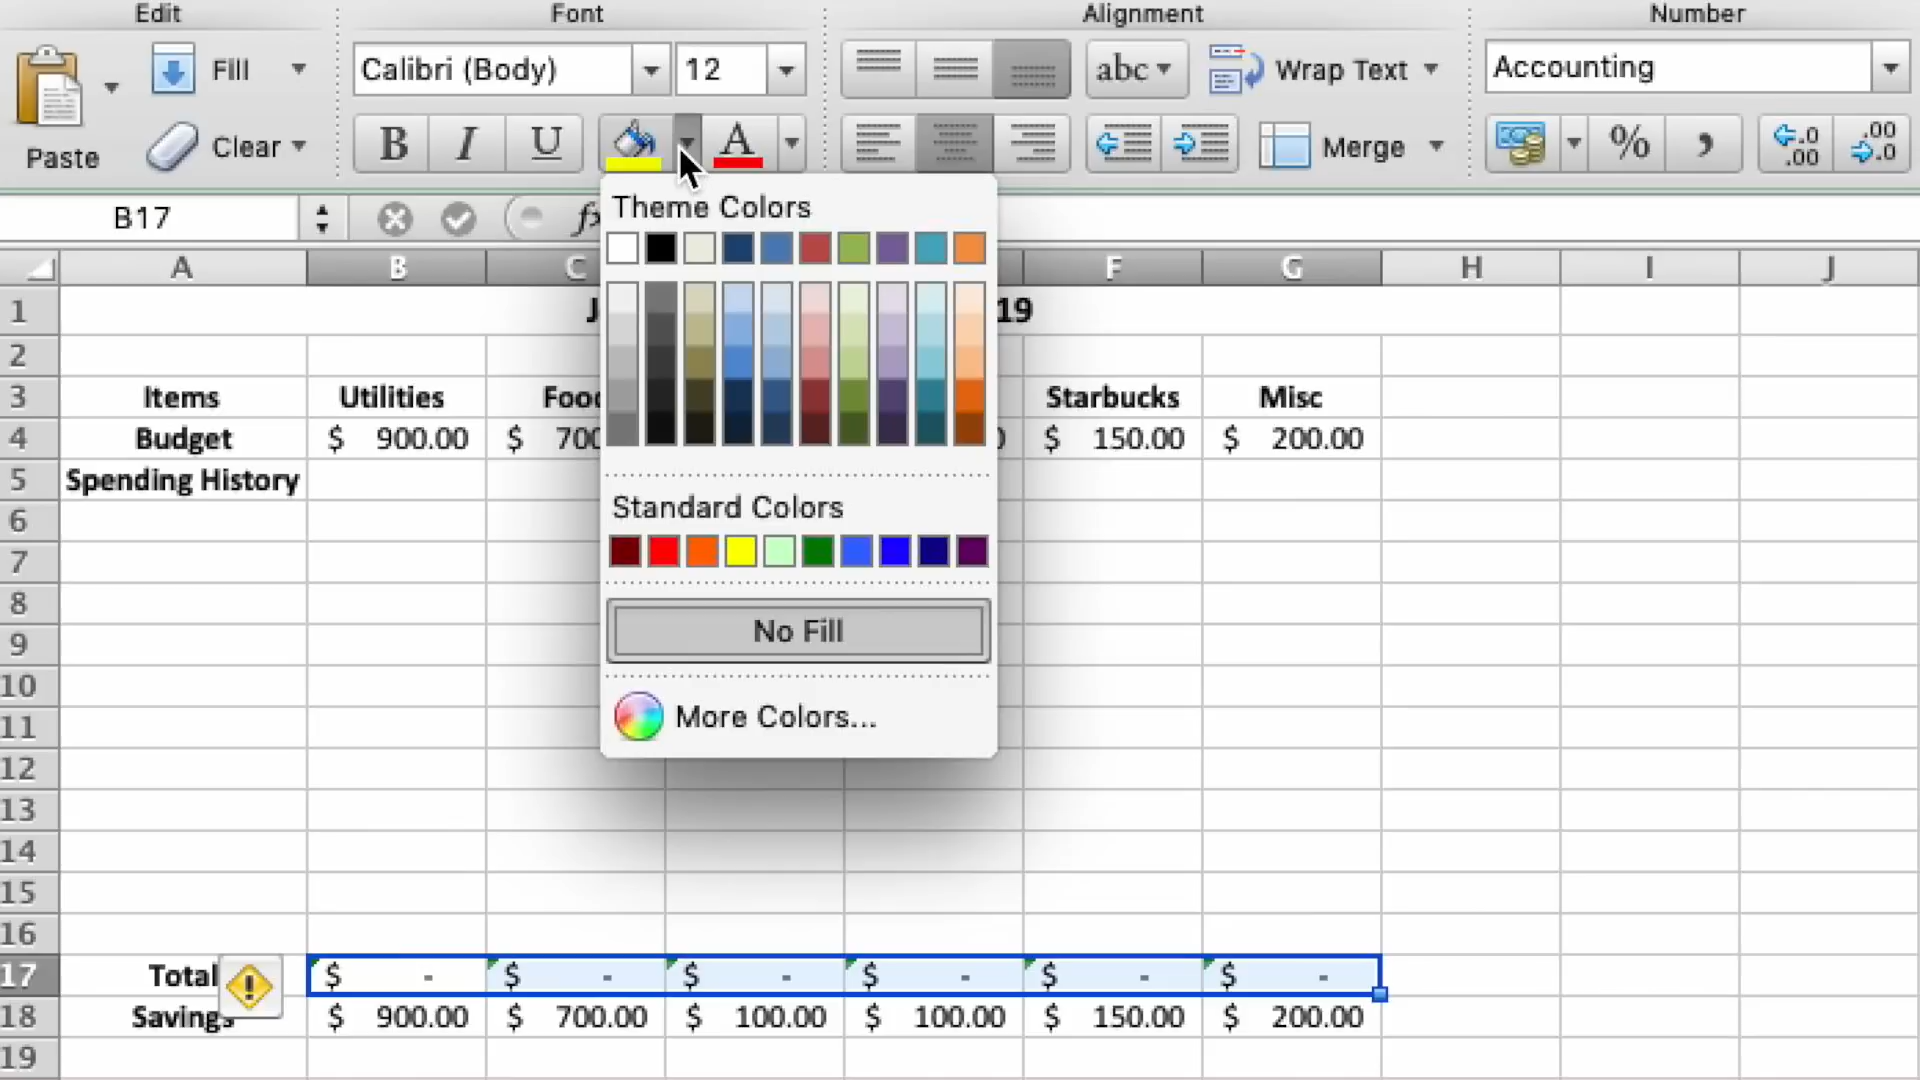 Edit Font Alignment Number
Fill Calibri (Body) 12 abc Wrap Text Accounting
Paste Clear B I U A Merge % , .0 .00 .00 .0
B17 fx
Theme Colors
A B C F G H I J
1 J 19
2
3 Items Utilities Food Starbucks Misc
4 Budget $ 900.00 $ 700 $ 150.00 $ 200.00
5 Spending History
Standard Colors
6
7
8
9
No Fill
10
11
More Colors...
12
13
14
15
16
17 Total $ - $ - $ - $ - $ - $ -
18 Savings $ 900.00 $ 700.00 $ 100.00 $ 100.00 $ 150.00 $ 200.00
19